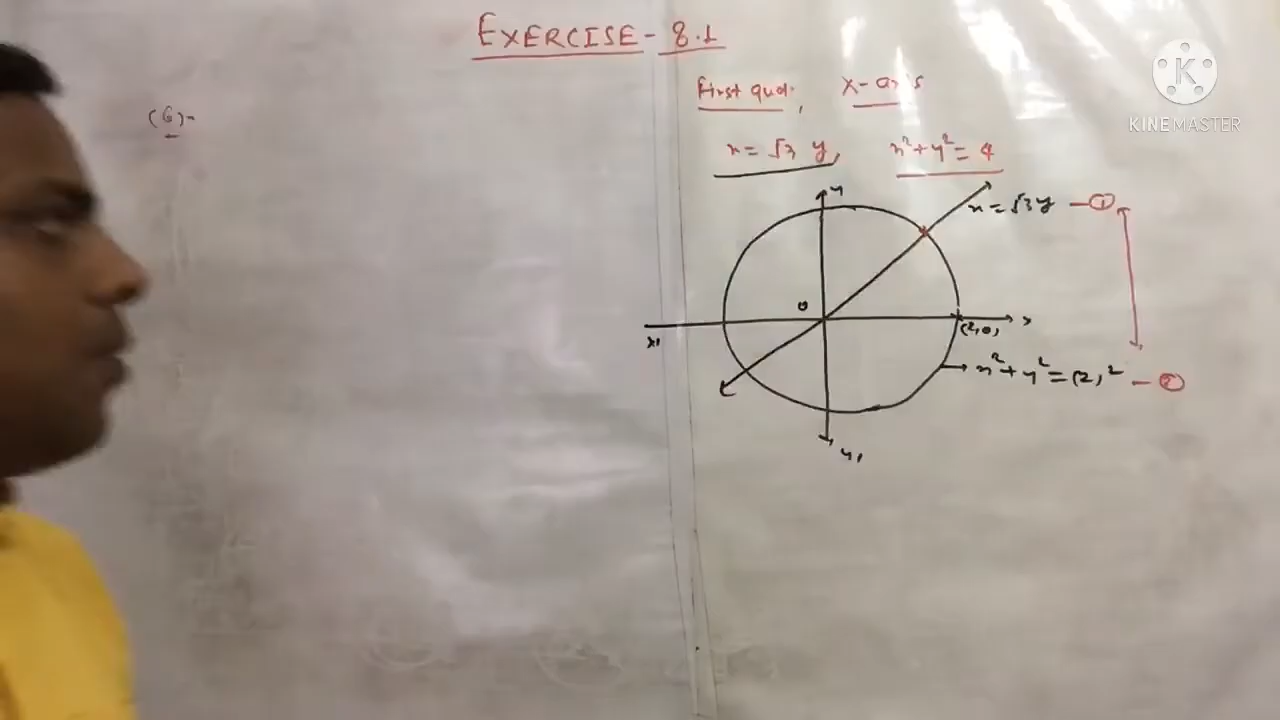 EXERCISE - 8.1
First quad, x-axis
(6)-
x = √3 y, x² + y² = 4
y
x = √3 y - ①
0
(2,0)
x
x'
x² + y² = (2)² - ②
y'
KINEMASTER